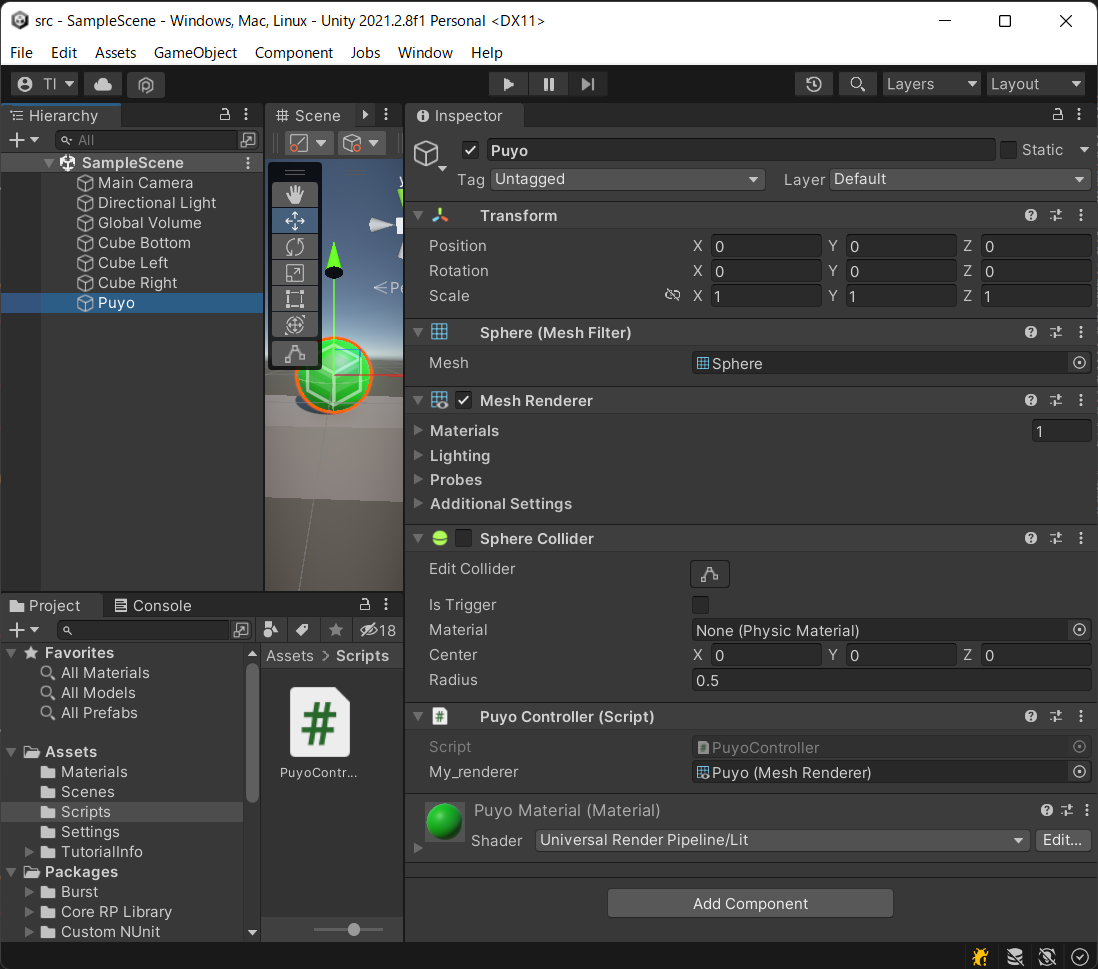 src - SampleScene - Windows, Mac, Linux - Unity 2021.2.8f1 Personal <DX11>
File Edit Assets GameObject Component Jobs Window Help
TI Layers Layout
Hierarchy
All
SampleScene
Main Camera
Directional Light
Global Volume
Cube Bottom
Cube Left
Cube Right
Puyo
Scene
y
Inspector
Puyo
Static
Tag Untagged Layer Default
Transform
Position X 0 Y 0 Z 0
Rotation X 0 Y 0 Z 0
Scale X 1 Y 1 Z 1
Sphere (Mesh Filter)
Mesh Sphere
Mesh Renderer
Materials 1
Lighting
Probes
Additional Settings
Sphere Collider
Edit Collider
Is Trigger
Material None (Physic Material)
Center X 0 Y 0 Z 0
Radius 0.5
Puyo Controller (Script)
Script PuyoController
My_renderer Puyo (Mesh Renderer)
Puyo Material (Material)
Shader Universal Render Pipeline/Lit Edit...
Add Component
Project Console
18
Favorites
All Materials
All Models
All Prefabs
Assets
Materials
Scenes
Scripts
Settings
TutorialInfo
Packages
Burst
Core RP Library
Custom NUnit
Assets > Scripts
#
PuyoContr...